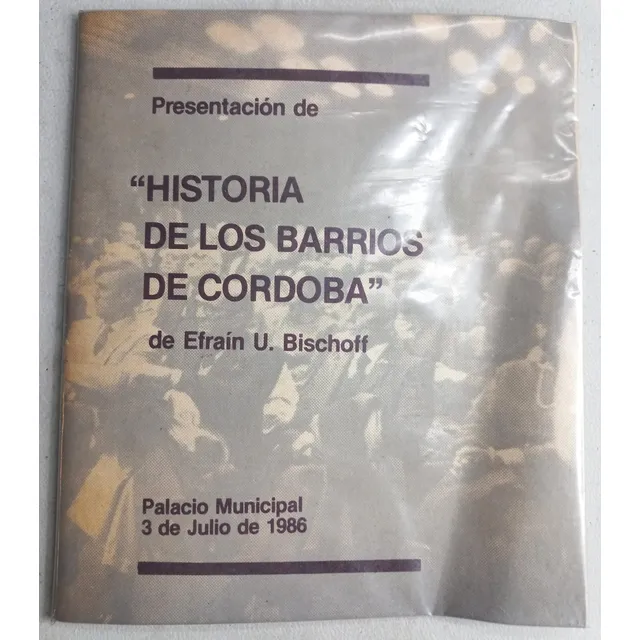 Presentación de
“HISTORIA
DE LOS BARRIOS
DE CORDOBA”
de Efraín U. Bischoff
Palacio Municipal
3 de Julio de 1986